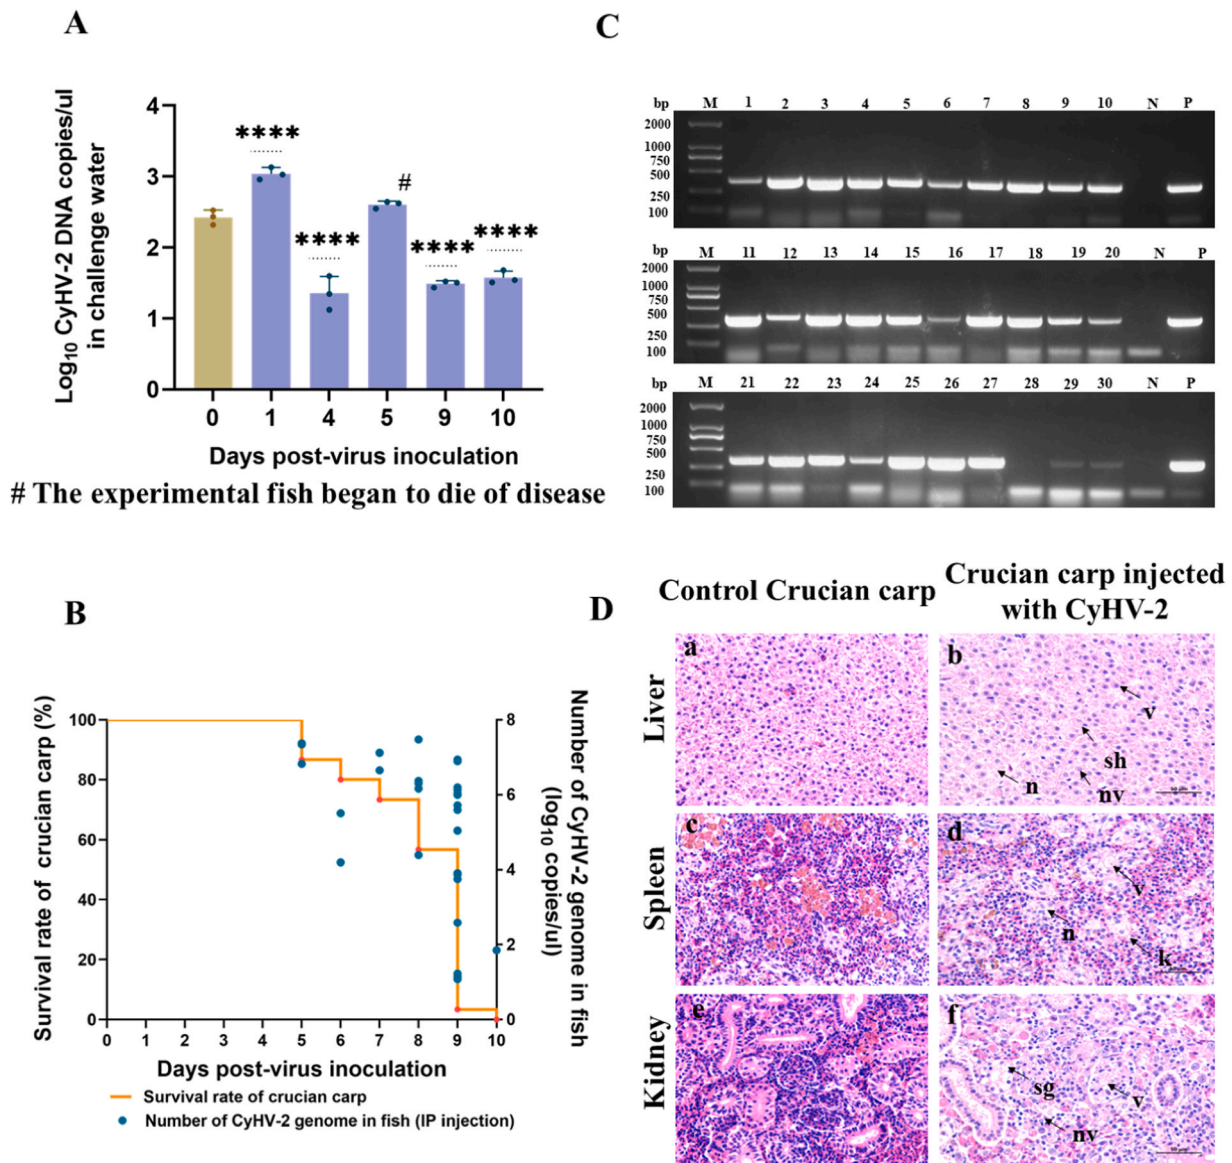 A
Log10 CyHV-2 DNA copies/ul
in challenge water
4
3
2
1
0
****
****
#
****
****
0 1 4 5 9 10
Days post-virus inoculation
# The experimental fish began to die of disease
C
bp M 1 2 3 4 5 6 7 8 9 10 N P
2000
1000
750
500
250
100
bp M 11 12 13 14 15 16 17 18 19 20 N P
2000
1000
750
500
250
100
bp M 21 22 23 24 25 26 27 28 29 30 N P
2000
1000
750
500
250
100
B
Survival rate of crucian carp (%)
100
80
60
40
20
0
8
6
4
2
0
Number of CyHV-2 genome in fish
(log10 copies/ul)
0 1 2 3 4 5 6 7 8 9 10
Days post-virus inoculation
Survival rate of crucian carp
Number of CyHV-2 genome in fish (IP injection)
D
Control Crucian carp
Crucian carp injected
with CyHV-2
Liver
a
b
v
sh
n
nv
Spleen
c
d
v
n
k
Kidney
e
f
sg
v
nv